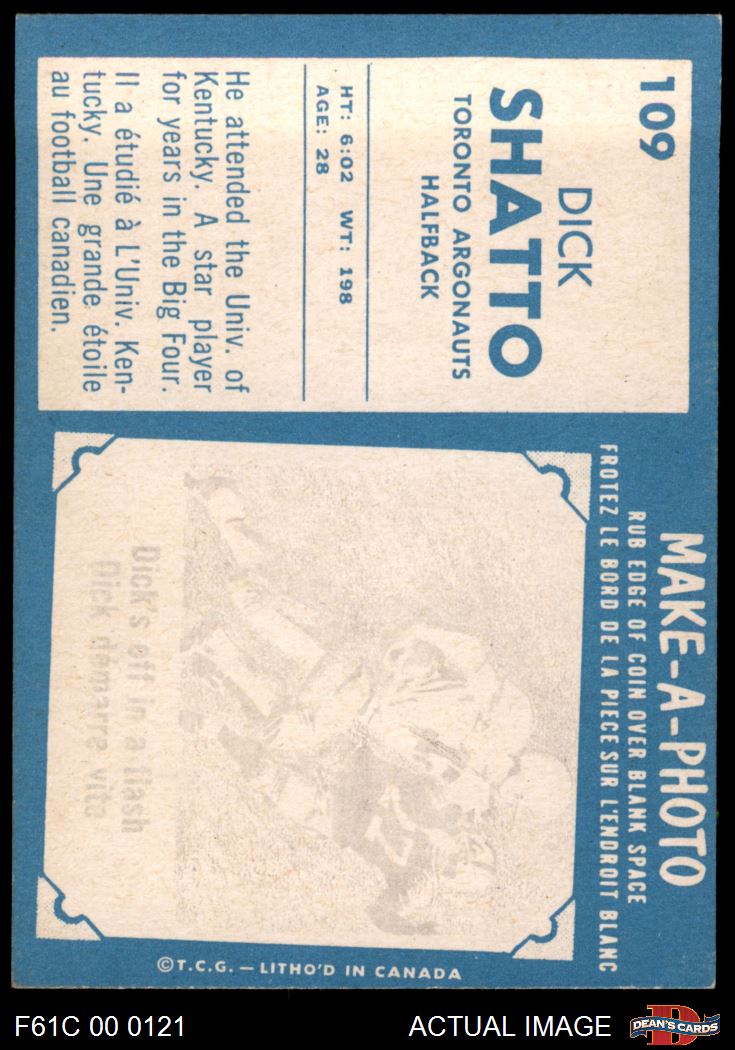 109
DICK
SHATTO
TORONTO ARGONAUTS
HALFBACK
HT: 6:02 WT: 198
AGE: 28
He attended the Univ. of
Kentucky. A star player
for years in the Big Four.
Il a étudié à L'Univ. Ken-
tucky. Une grande étoile
au football canadien.
MAKE-A-PHOTO
RUB EDGE OF COIN OVER BLANK SPACE
FROTEZ LE BORD DE LA PIECE SUR L'ENDROIT BLANC
Dick's off in a flash
Dick démarre vite
©T.C.G. — LITHO'D IN CANADA
F61C 00 0121
ACTUAL IMAGE
D
DEAN'S CARDS